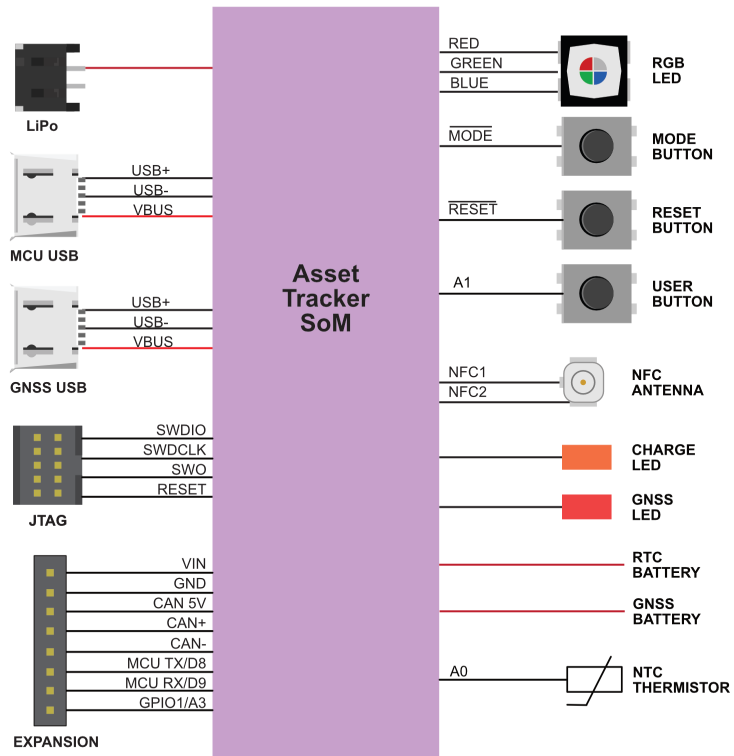 LiPo
USB+
USB-
VBUS
MCU USB
USB+
USB-
VBUS
GNSS USB
SWDIO
SWDCLK
SWO
RESET
JTAG
VIN
GND
CAN 5V
CAN+
CAN-
MCU TX/D8
MCU RX/D9
GPIO1/A3
EXPANSION
Asset
Tracker
SoM
RED
GREEN
BLUE
RGB
LED
MODE
MODE
BUTTON
RESET
RESET
BUTTON
A1
USER
BUTTON
NFC1
NFC2
NFC
ANTENNA
CHARGE
LED
GNSS
LED
RTC
BATTERY
GNSS
BATTERY
A0
NTC
THERMISTOR